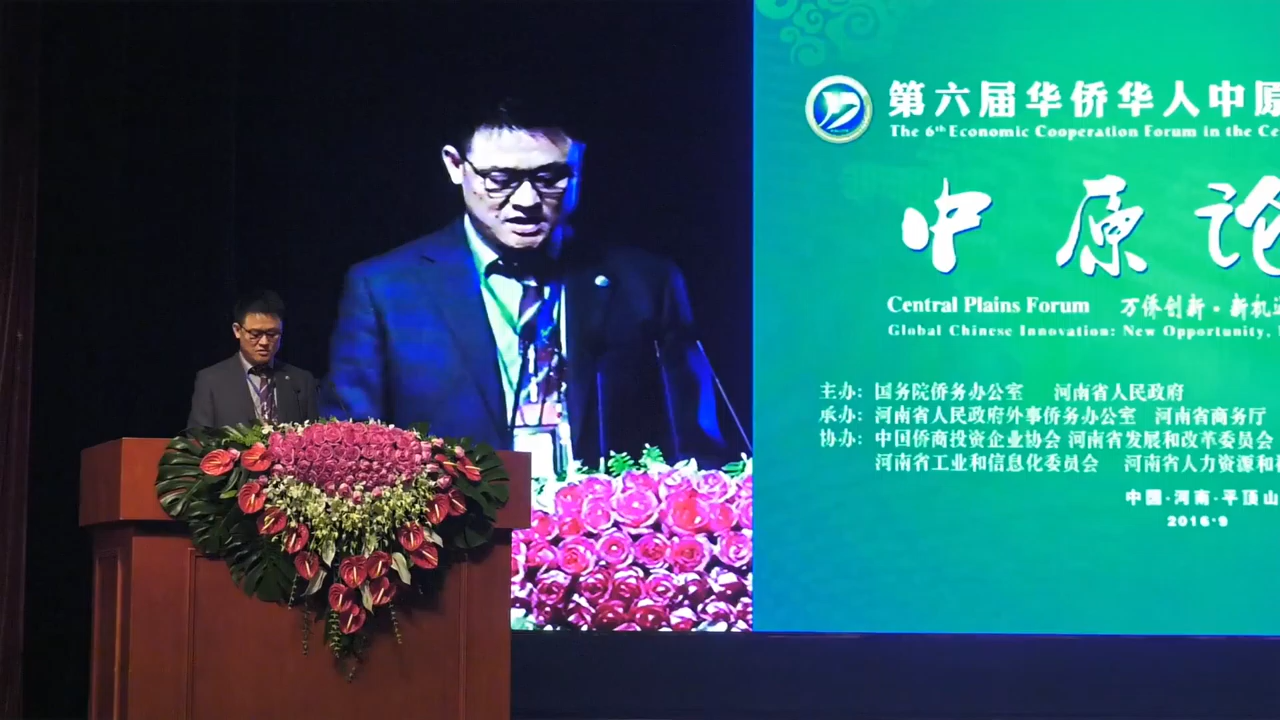 第六届华侨华人中原
The 6th Economic Cooperation Forum in the Ce
中原论
Central Plains Forum 万侨创新·新机
Global Chinese Innovation: New Opportunity,
主办：国务院侨务办公室 河南省人民政府
承办：河南省人民政府外事侨务办公室 河南省商务厅
协办：中国侨商投资企业协会 河南省发展和改革委员会
河南省工业和信息化委员会 河南省人力资源和
中国·河南·平顶山
2016·9